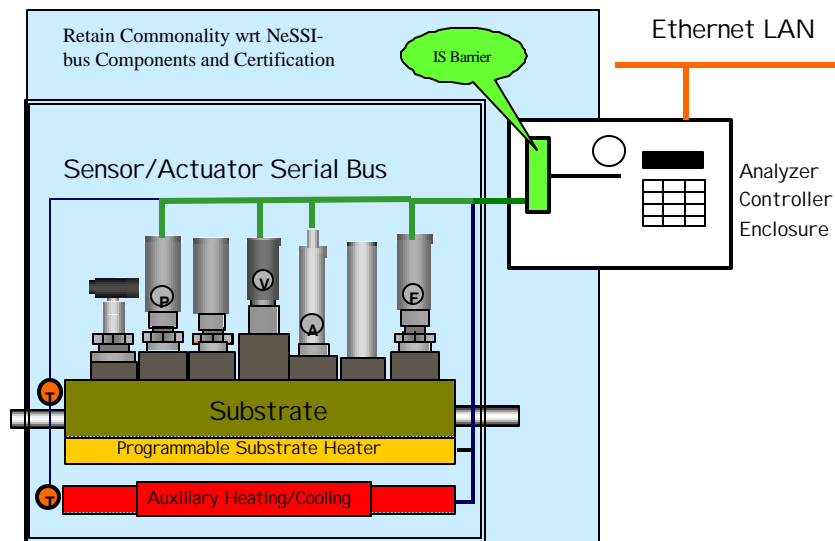 Retain Commonality wrt NeSSI-
bus Components and Certification
IS Barrier
Ethernet LAN
Sensor/Actuator Serial Bus
Analyzer
Controller
Enclosure
P
V
A
F
T
Substrate
Programmable Substrate Heater
T
Auxiliary Heating/Cooling